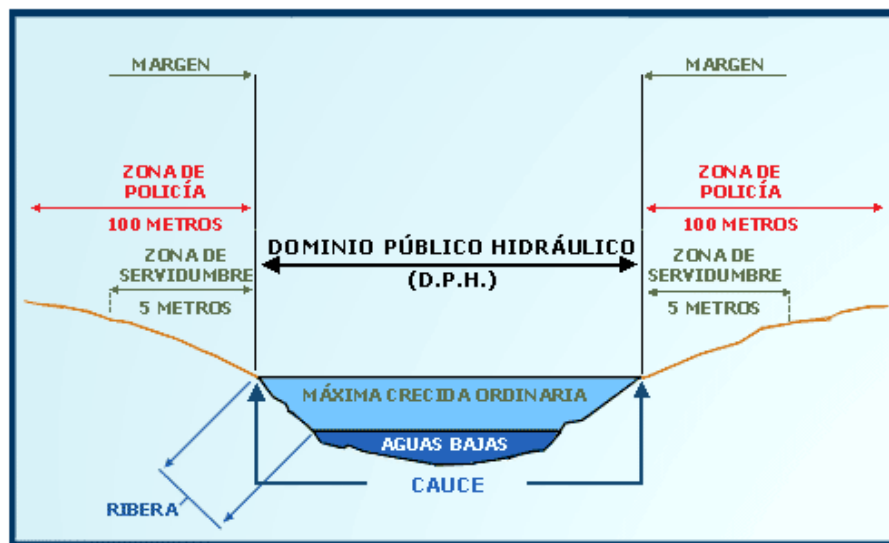 MARGEN
MARGEN
ZONA DE
POLICÍA
100 METROS
ZONA DE
POLICÍA
100 METROS
DOMINIO PÚBLICO HIDRÁULICO
(D.P.H.)
ZONA DE
SERVIDUMBRE
5 METROS
ZONA DE
SERVIDUMBRE
5 METROS
MÁXIMA CRECIDA ORDINARIA
AGUAS BAJAS
CAUCE
RIBERA